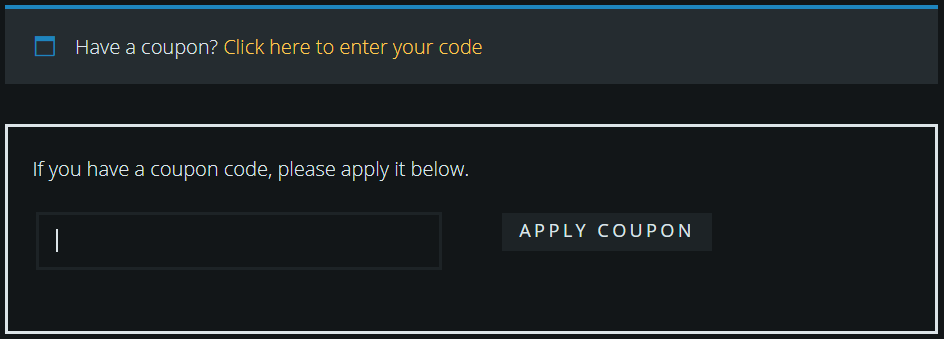 Have a coupon? Click here to enter your code
If you have a coupon code, please apply it below.
APPLY COUPON